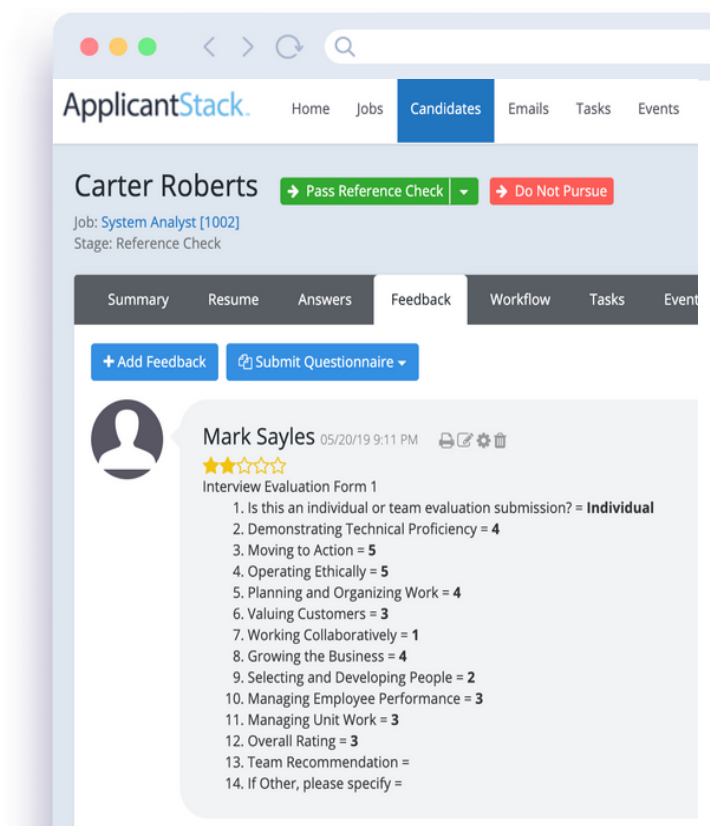 ApplicantStack. Home Jobs Candidates Emails Tasks Events
Carter Roberts Pass Reference Check Do Not Pursue
Job: System Analyst [1002]
Stage: Reference Check
Summary Resume Answers Feedback Workflow Tasks Event
+ Add Feedback Submit Questionnaire
Mark Sayles 05/20/19 9:11 PM
Interview Evaluation Form 1
1. Is this an individual or team evaluation submission? = Individual
2. Demonstrating Technical Proficiency = 4
3. Moving to Action = 5
4. Operating Ethically = 5
5. Planning and Organizing Work = 4
6. Valuing Customers = 3
7. Working Collaboratively = 1
8. Growing the Business = 4
9. Selecting and Developing People = 2
10. Managing Employee Performance = 3
11. Managing Unit Work = 3
12. Overall Rating = 3
13. Team Recommendation =
14. If Other, please specify =